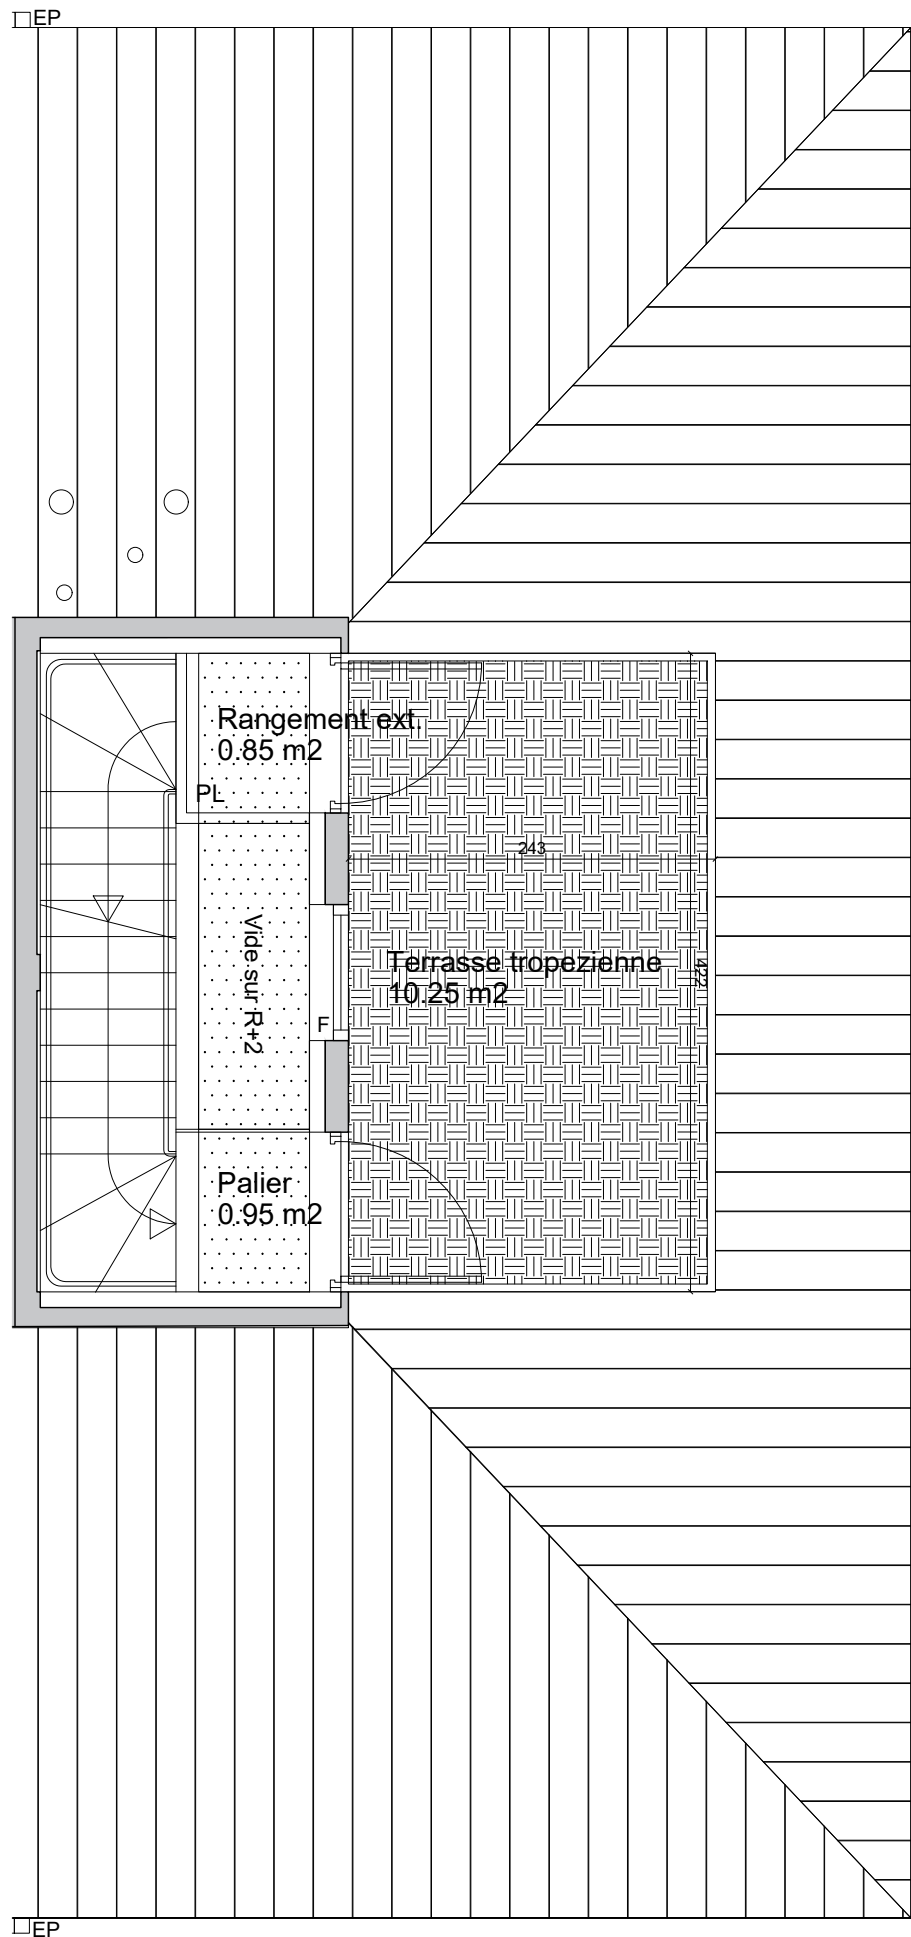 EP
Rangement ext.
0.85 m2
PL
243
Vide sur R+2
Terrasse tropezienne
10.25 m2
422
F
Palier
0.95 m2
EP